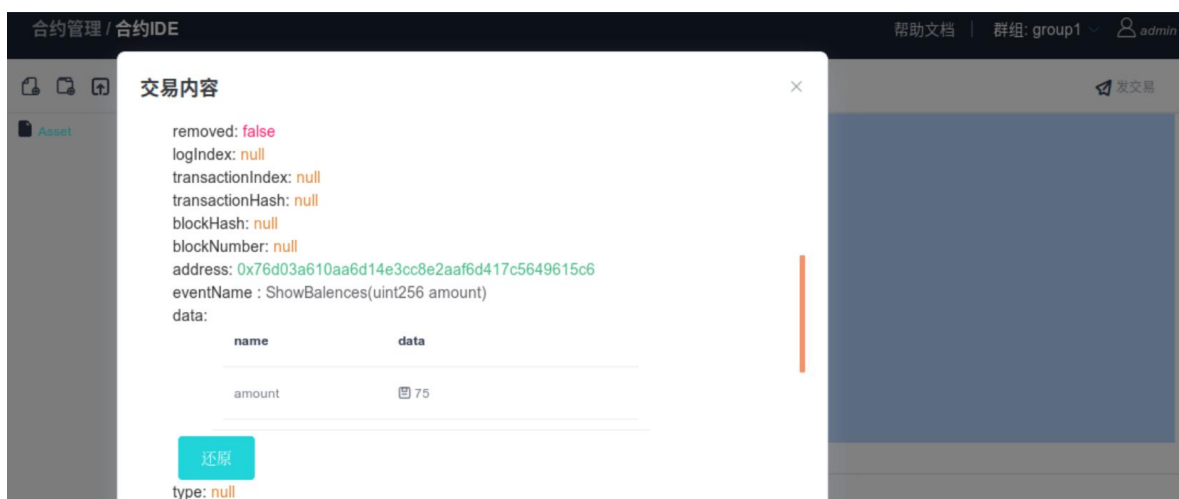 合约管理 / 合约IDE 帮助文档 | 群组: group1 admin
交易内容
发交易
Asset
removed: false
logIndex: null
transactionIndex: null
transactionHash: null
blockHash: null
blockNumber: null
address: 0x76d03a610aa6d14e3cc8e2aaf6d417c5649615c6
eventName : ShowBalences(uint256 amount)
data:
name data
amount 75
还原
type: null